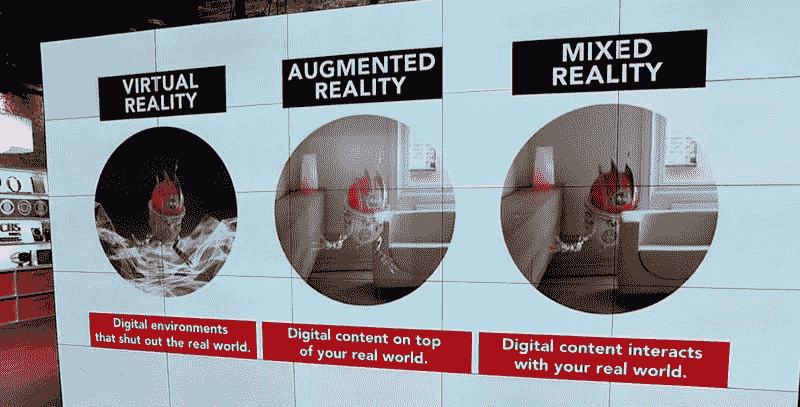 VIRTUAL
REALITY
AUGMENTED
REALITY
MIXED
REALITY
Digital environments
that shut out the real world.
Digital content on top
of your real world.
Digital content interacts
with your real world.
CBS